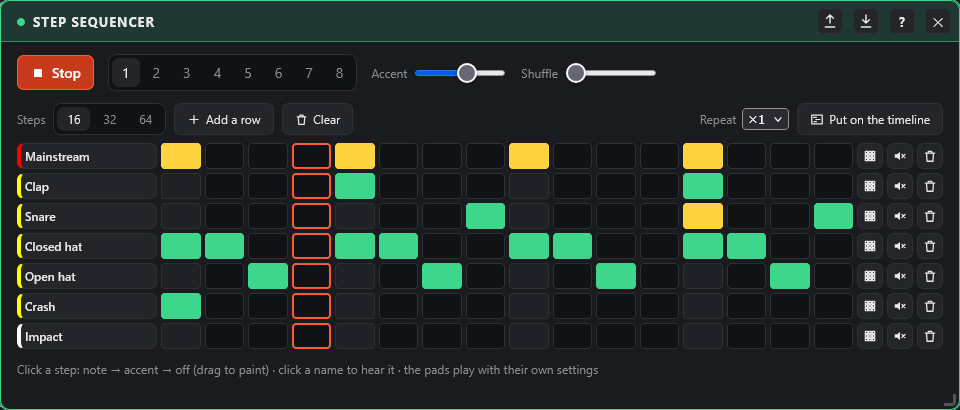 STEP SEQUENCER ?
Stop 1 2 3 4 5 6 7 8 Accent Shuffle
Steps 16 32 64 + Add a row Clear Repeat ×1 Put on the timeline
Mainstream
Clap
Snare
Closed hat
Open hat
Crash
Impact
Click a step: note → accent → off (drag to paint) · click a name to hear it · the pads play with their own settings